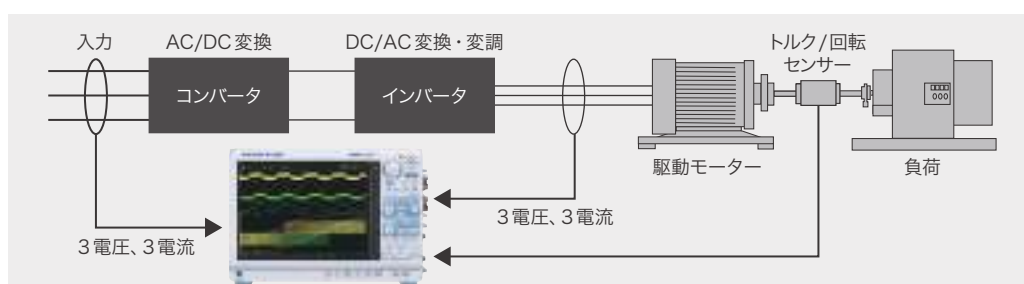 入力
AC/DC変換
DC/AC変換・変調
トルク/回転
センサー
コンバータ
インバータ
駆動モーター
負荷
3電圧、3電流
3電圧、3電流